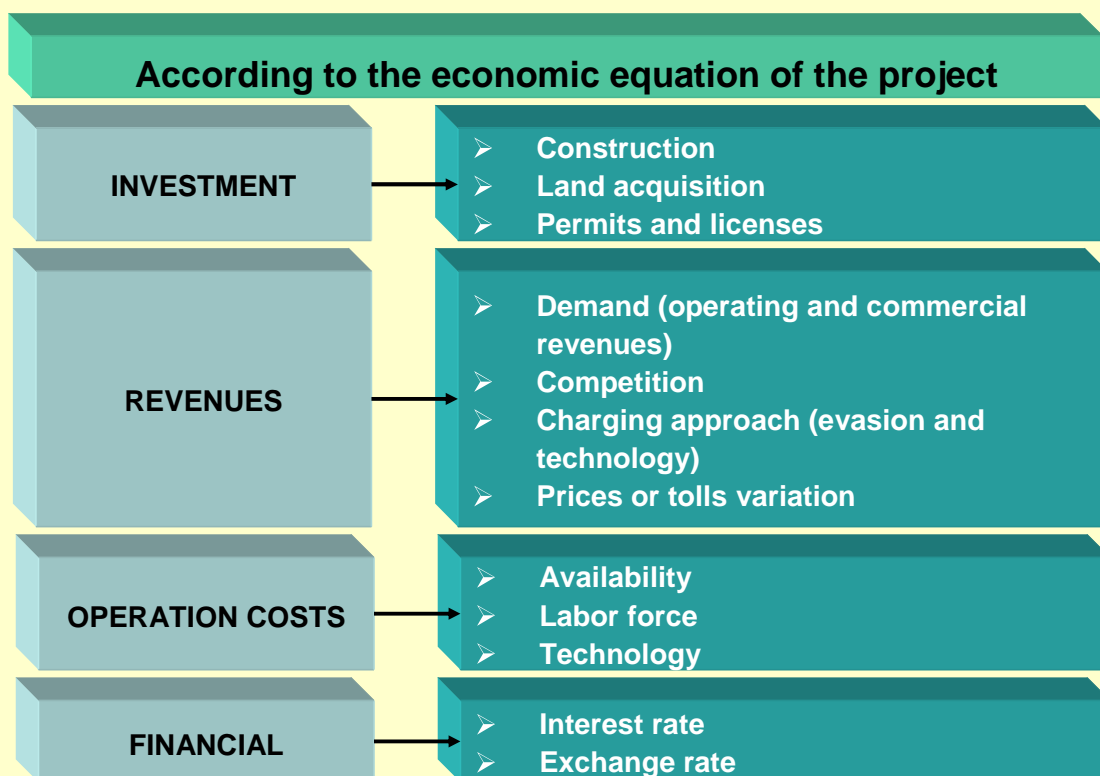 According to the economic equation of the project
INVESTMENT
➢ Construction
➢ Land acquisition
➢ Permits and licenses
REVENUES
➢ Demand (operating and commercial
revenues)
➢ Competition
➢ Charging approach (evasion and
technology)
➢ Prices or tolls variation
OPERATION COSTS
➢ Availability
➢ Labor force
➢ Technology
FINANCIAL
➢ Interest rate
➢ Exchange rate